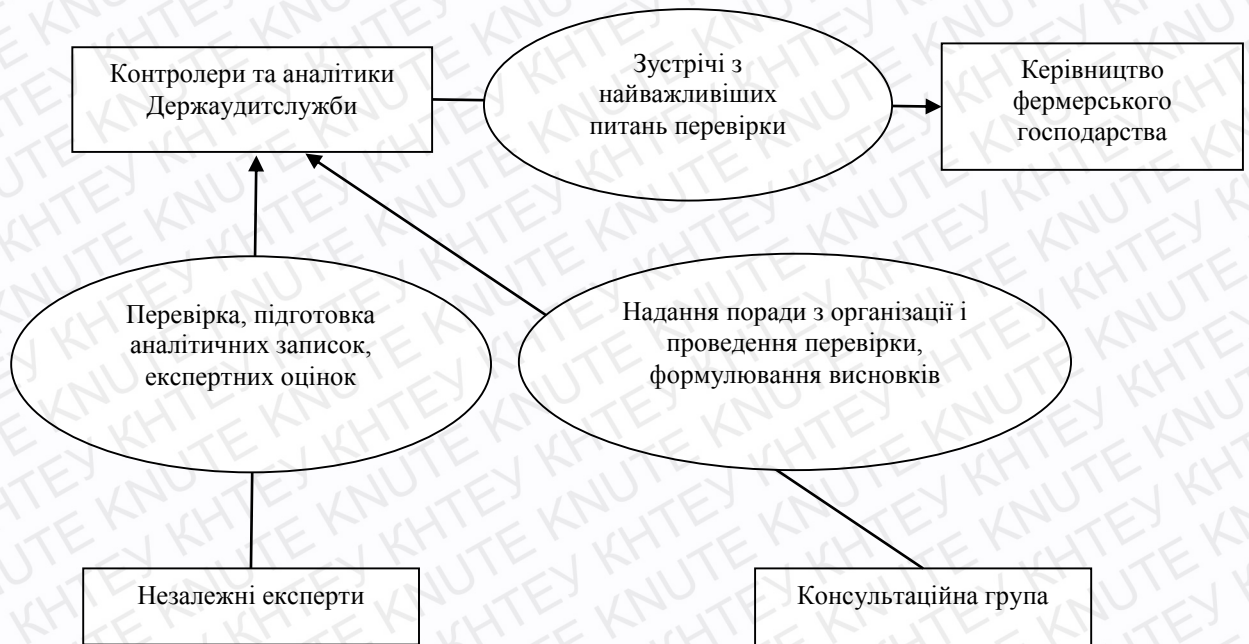 Контролери та аналітики
Держаудитслужби
Зустрічі з
найважливіших
питань перевірки
Керівництво
фермерського
господарства
Перевірка, підготовка
аналітичних записок,
експертних оцінок
Надання поради з організації і
проведення перевірки,
формулювання висновків
Незалежні експерти
Консультаційна група